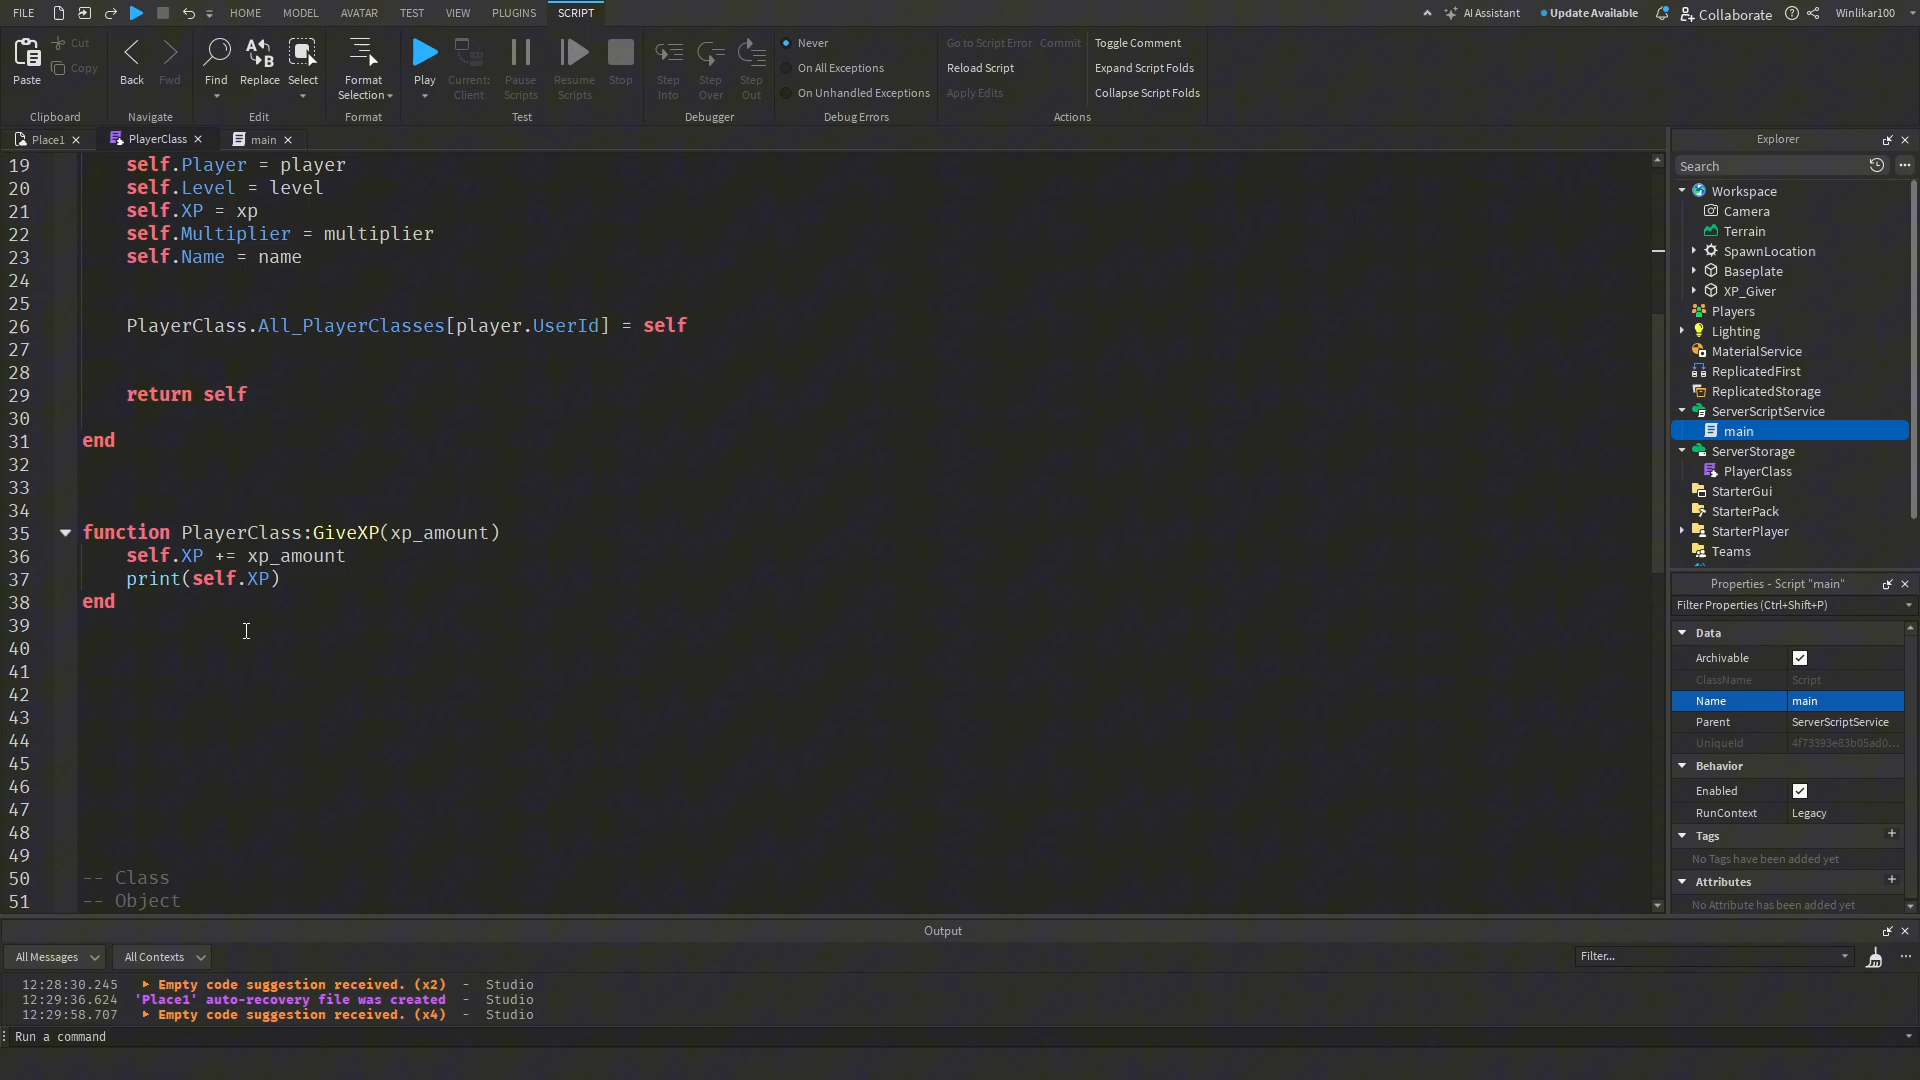 FILE HOME MODEL AVATAR TEST VIEW PLUGINS SCRIPT AI Assistant Update Available Collaborate Winlikar100
Paste Cut Copy Back Fwd Find Replace Select Format Selection Play Current: Client Pause Scripts Resume Scripts Stop Step Into Step Over Step Out
Never Go to Script Error Commit Toggle Comment
On All Exceptions Reload Script Expand Script Folds
On Unhandled Exceptions Apply Edits Collapse Script Folds
Clipboard Navigate Edit Format Test Debugger Debug Errors Actions
Place1 PlayerClass main
19 self.Player = player
20 self.Level = level
21 self.XP = xp
22 self.Multiplier = multiplier
23 self.Name = name
24
25
26 PlayerClass.All_PlayerClasses[player.UserId] = self
27
28
29 return self
30
31 end
32
33
34
35 function PlayerClass:GiveXP(xp_amount)
36 self.XP += xp_amount
37 print(self.XP)
38 end
39
40
41
42
43
44
45
46
47
48
49
50 -- Class
51 -- Object
Explorer
Search
Workspace
Camera
Terrain
SpawnLocation
Baseplate
XP_Giver
Players
Lighting
MaterialService
ReplicatedFirst
ReplicatedStorage
ServerScriptService
main
ServerStorage
PlayerClass
StarterGui
StarterPack
StarterPlayer
Teams
Properties - Script "main"
Filter Properties (Ctrl+Shift+P)
Data
Archivable
ClassName Script
Name main
Parent ServerScriptService
UniqueId 4f73393e83b05ad0...
Behavior
Enabled
RunContext Legacy
Tags +
No Tags have been added yet
Attributes +
No Attribute has been added yet
Output
All Messages All Contexts Filter...
12:28:30.245 Empty code suggestion received. (x2) - Studio
12:29:36.624 'Place1' auto-recovery file was created - Studio
12:29:58.707 Empty code suggestion received. (x4) - Studio
Run a command